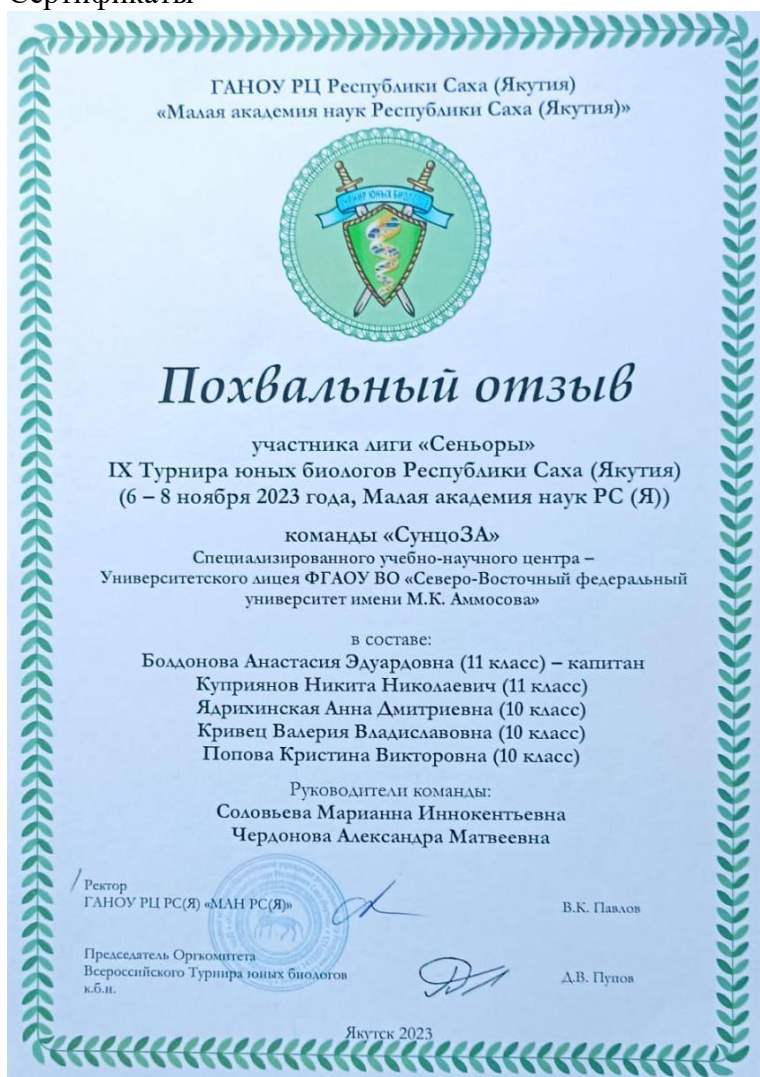 Сертификаты
ГАНОУ РЦ Республики Саха (Якутия)
«Малая академия наук Республики Саха (Якутия)»
ТУРНИР ЮНЫХ БИОЛОГОВ
Похвальный отзыв
участника лиги «Сеньоры»
IX Турнира юных биологов Республики Саха (Якутия)
(6 – 8 ноября 2023 года, Малая академия наук РС (Я))
команды «СунцоЗА»
Специализированного учебно-научного центра –
Университетского лицея ФГАОУ ВО «Северо-Восточный федеральный
университет имени М.К. Аммосова»
в составе:
Болдонова Анастасия Эдуардовна (11 класс) – капитан
Куприянов Никита Николаевич (11 класс)
Ядрихинская Анна Дмитриевна (10 класс)
Кривец Валерия Владиславовна (10 класс)
Попова Кристина Викторовна (10 класс)
Руководители команды:
Соловьева Марианна Иннокентьевна
Чердонова Александра Матвеевна
Ректор
ГАНОУ РЦ РС(Я) «МАН РС(Я)»
В.К. Павлов
Председатель Оргкомитета
Всероссийского Турнира юных биологов
к.б.н.
Д.В. Пупов
Якутск 2023